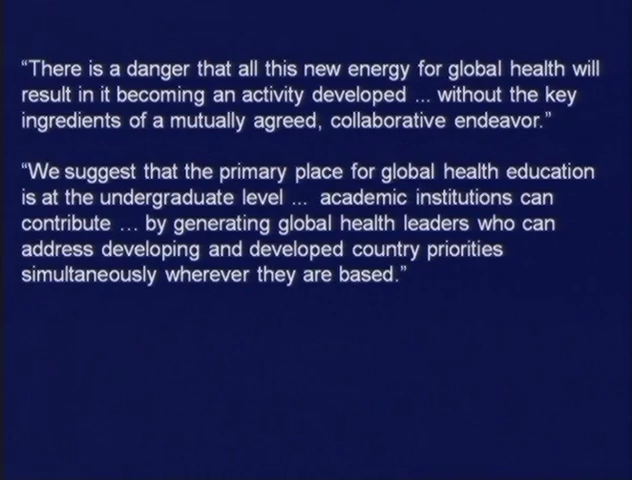 “There is a danger that all this new energy for global health will
result in it becoming an activity developed ... without the key
ingredients of a mutually agreed, collaborative endeavor.”
“We suggest that the primary place for global health education
is at the undergraduate level ... academic institutions can
contribute ... by generating global health leaders who can
address developing and developed country priorities
simultaneously wherever they are based.”